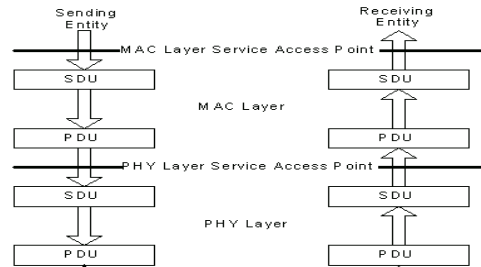 Sending
Entity
Receiving
Entity
MAC Layer Service Access Point
SDU
SDU
MAC Layer
PDU
PDU
PHY Layer Service Access Point
SDU
SDU
PHY Layer
PDU
PDU